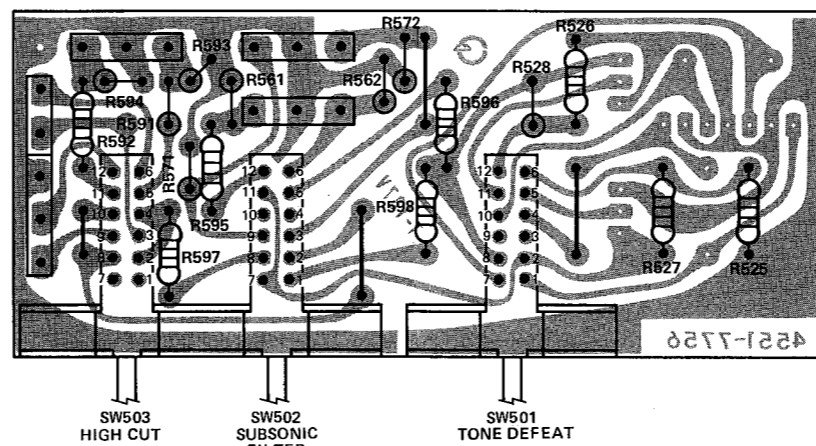 R572
R526
R593
R528
R561
R562
R594
R596
R591
R592
R571
12 6
11 5
10 4
9 3
8 2
7 1
12 6
11 5
10 4
9 3
8 2
7 1
12 6
11 5
10 4
9 3
8 2
7 1
R595
R598
R597
R527
R525
4551-7756
SW503
HIGH CUT
SW502
SUBSONIC
FILTER
SW501
TONE DEFEAT